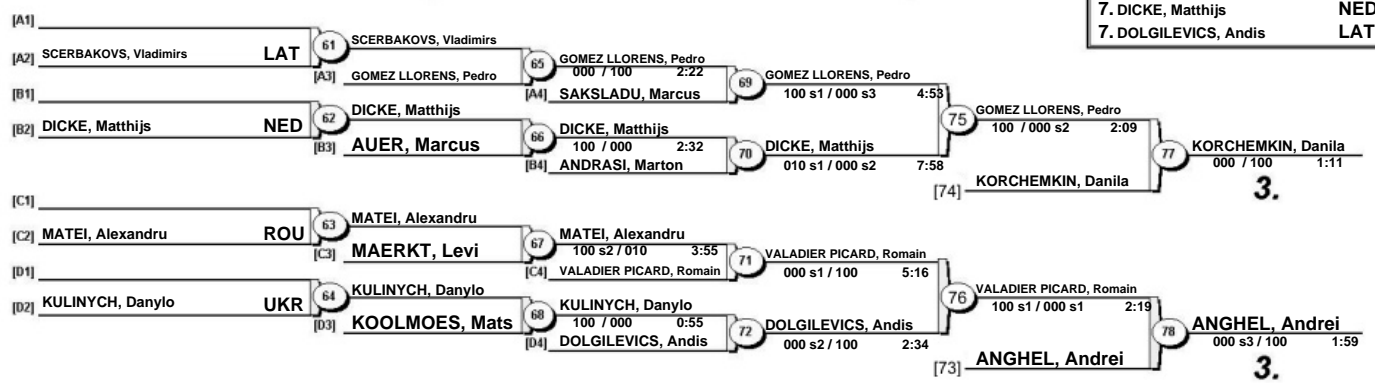 7. DICKE, Matthijs NED
7. DOLGILEVICS, Andis LAT
[A1]
[A2] SCERBAKOVS, Vladimirs LAT
61
SCERBAKOVS, Vladimirs
[A3] GOMEZ LLORENS, Pedro
65
GOMEZ LLORENS, Pedro
000 / 100 2:22
[A4] SAKSLADU, Marcus
69
GOMEZ LLORENS, Pedro
100 s1 / 000 s3 4:53
[B1]
[B2] DICKE, Matthijs NED
62
DICKE, Matthijs
[B3] AUER, Marcus
66
DICKE, Matthijs
100 / 000 2:32
[B4] ANDRASI, Marton
70
DICKE, Matthijs
010 s1 / 000 s2 7:58
75
GOMEZ LLORENS, Pedro
100 / 000 s2 2:09
[74] KORCHEMKIN, Danila
77
KORCHEMKIN, Danila
000 / 100 1:11
3.
[C1]
[C2] MATEI, Alexandru ROU
63
MATEI, Alexandru
[C3] MAERKT, Levi
67
MATEI, Alexandru
100 s2 / 010 3:55
[C4] VALADIER PICARD, Romain
71
VALADIER PICARD, Romain
000 s1 / 100 5:16
[D1]
[D2] KULINYCH, Danylo UKR
64
KULINYCH, Danylo
[D3] KOOLMOES, Mats
68
KULINYCH, Danylo
100 / 000 0:55
[D4] DOLGILEVICS, Andis
72
DOLGILEVICS, Andis
000 s2 / 100 2:34
76
VALADIER PICARD, Romain
100 s1 / 000 s1 2:19
[73] ANGHEL, Andrei
78
ANGHEL, Andrei
000 s3 / 100 1:59
3.